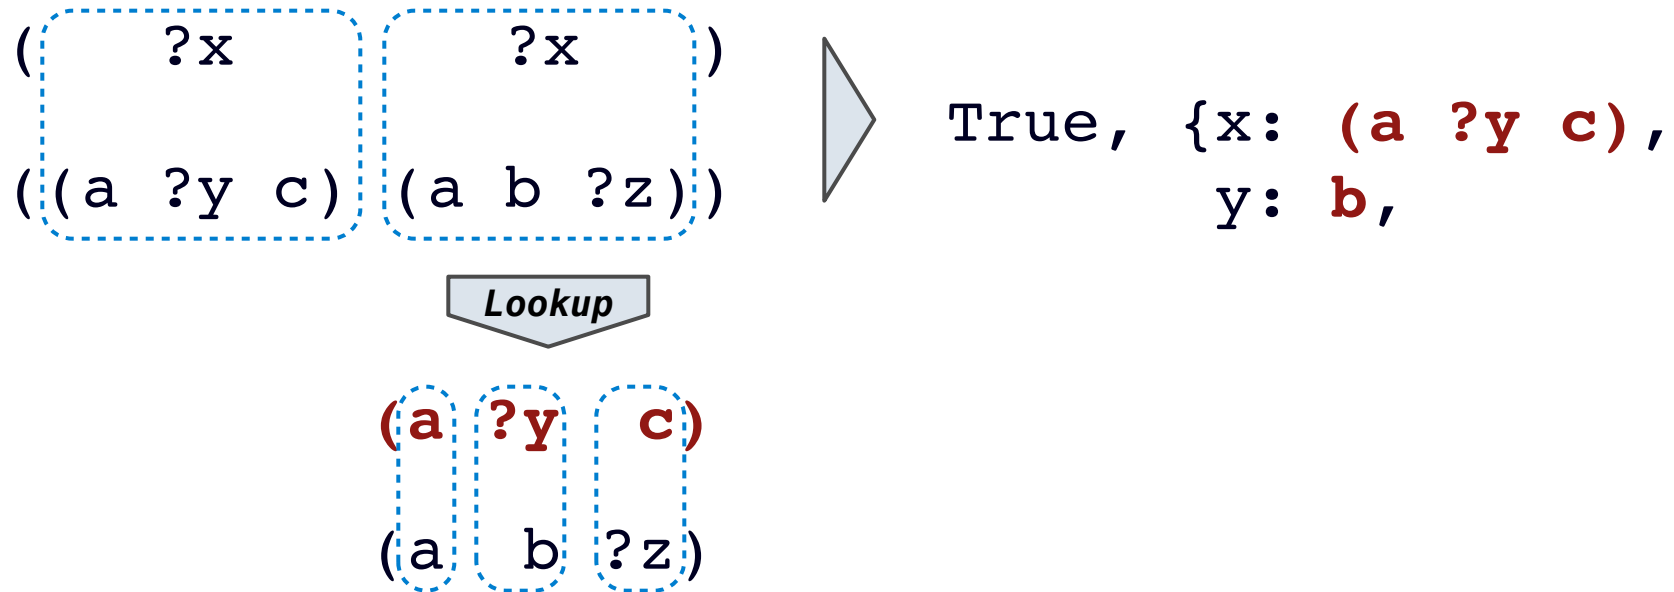 ( ?x ?x )
((a ?y c) (a b ?z))
True, {x: (a ?y c),
y: b,
Lookup
(a ?y c)
(a b ?z)